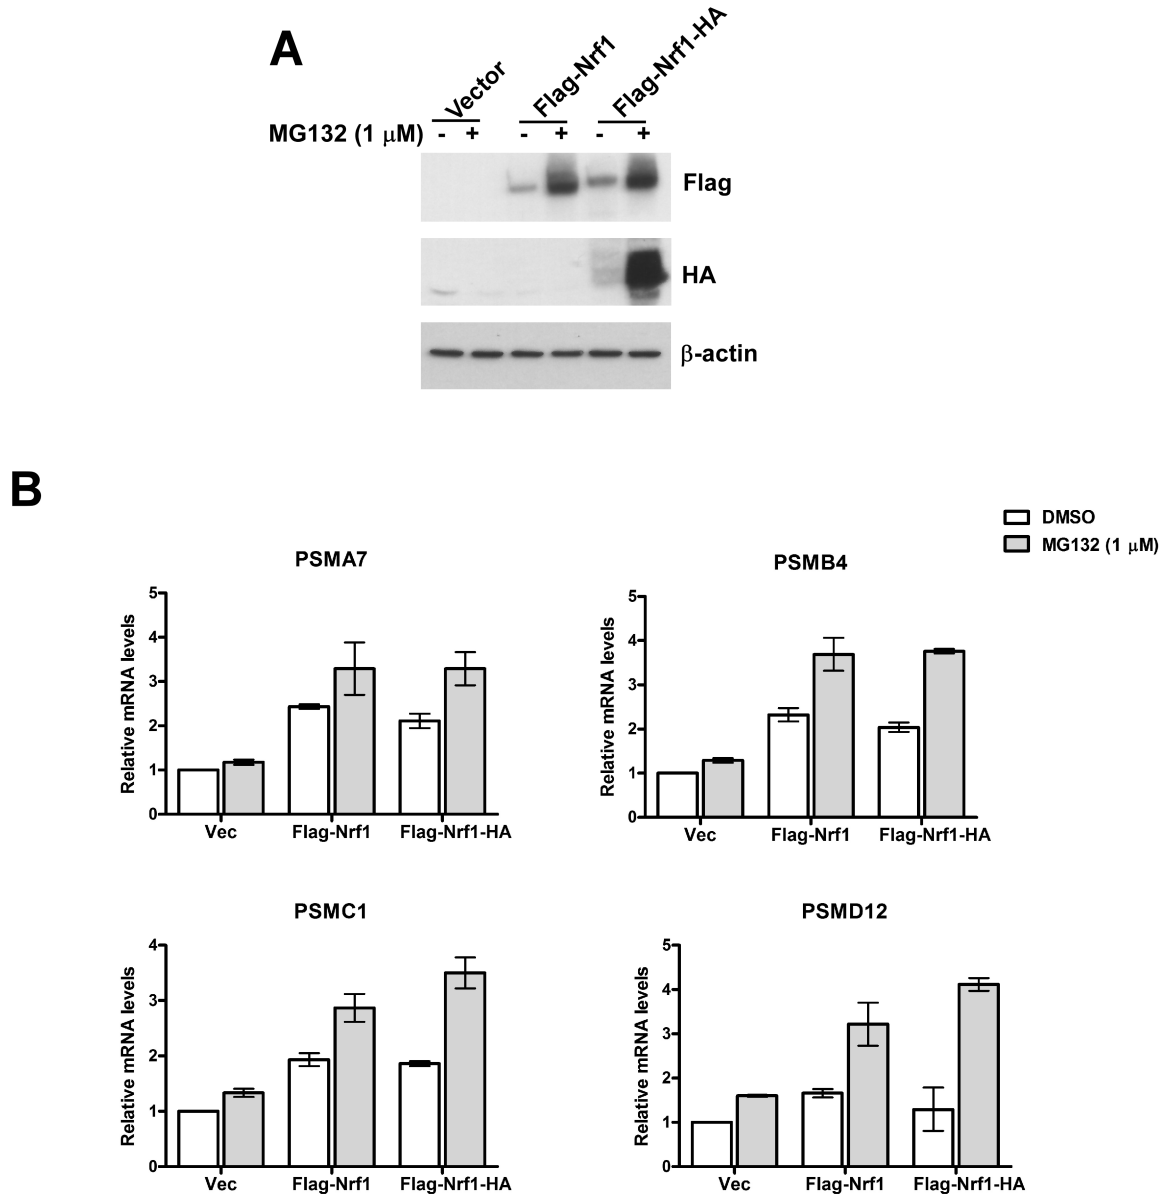 A
Vector
Flag-Nrf1
Flag-Nrf1-HA
MG132 (1 μM)
- + - + - +
Flag
HA
β-actin
B
DMSO
MG132 (1 μM)
PSMA7
Relative mRNA levels
5
4
3
2
1
0
Vec Flag-Nrf1 Flag-Nrf1-HA
PSMB4
Relative mRNA levels
5
4
3
2
1
0
Vec Flag-Nrf1 Flag-Nrf1-HA
PSMC1
Relative mRNA levels
4
3
2
1
0
Vec Flag-Nrf1 Flag-Nrf1-HA
PSMD12
Relative mRNA levels
5
4
3
2
1
0
Vec Flag-Nrf1 Flag-Nrf1-HA